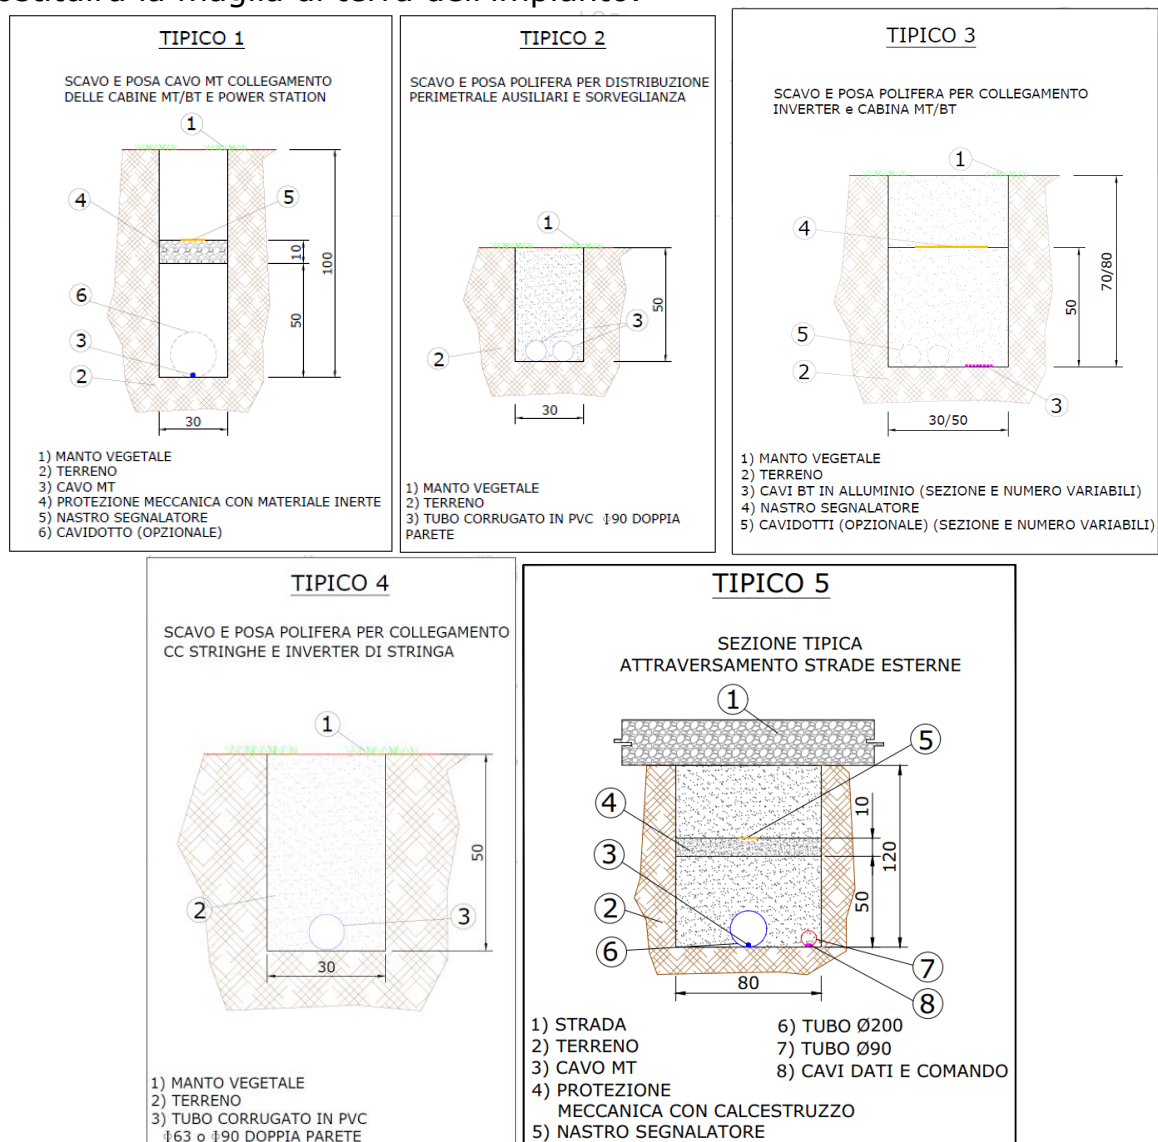 ostituirà la maglia di terra dell'impianto.
TIPICO 1
SCAVO E POSA CAVO MT COLLEGAMENTO
DELLE CABINE MT/BT E POWER STATION
1
4
5
10
100
6
50
3
2
30
1) MANTO VEGETALE
2) TERRENO
3) CAVO MT
4) PROTEZIONE MECCANICA CON MATERIALE INERTE
5) NASTRO SEGNALATORE
6) CAVIDOTTO (OPZIONALE)
TIPICO 2
SCAVO E POSA POLIFERA PER DISTRIBUZIONE
PERIMETRALE AUSILIARI E SORVEGLIANZA
1
50
3
2
30
1) MANTO VEGETALE
2) TERRENO
3) TUBO CORRUGATO IN PVC Φ90 DOPPIA
PARETE
TIPICO 3
SCAVO E POSA POLIFERA PER COLLEGAMENTO
INVERTER e CABINA MT/BT
1
4
70/80
50
5
2
3
30/50
1) MANTO VEGETALE
2) TERRENO
3) CAVI BT IN ALLUMINIO (SEZIONE E NUMERO VARIABILI)
4) NASTRO SEGNALATORE
5) CAVIDOTTI (OPZIONALE) (SEZIONE E NUMERO VARIABILI)
TIPICO 4
SCAVO E POSA POLIFERA PER COLLEGAMENTO
CC STRINGHE E INVERTER DI STRINGA
1
50
2
3
30
1) MANTO VEGETALE
2) TERRENO
3) TUBO CORRUGATO IN PVC
Φ63 o Φ90 DOPPIA PARETE
TIPICO 5
SEZIONE TIPICA
ATTRAVERSAMENTO STRADE ESTERNE
1
5
4
10
3
120
2
50
6
7
80
8
1) STRADA
2) TERRENO
3) CAVO MT
4) PROTEZIONE
MECCANICA CON CALCESTRUZZO
5) NASTRO SEGNALATORE
6) TUBO Ø200
7) TUBO Ø90
8) CAVI DATI E COMANDO